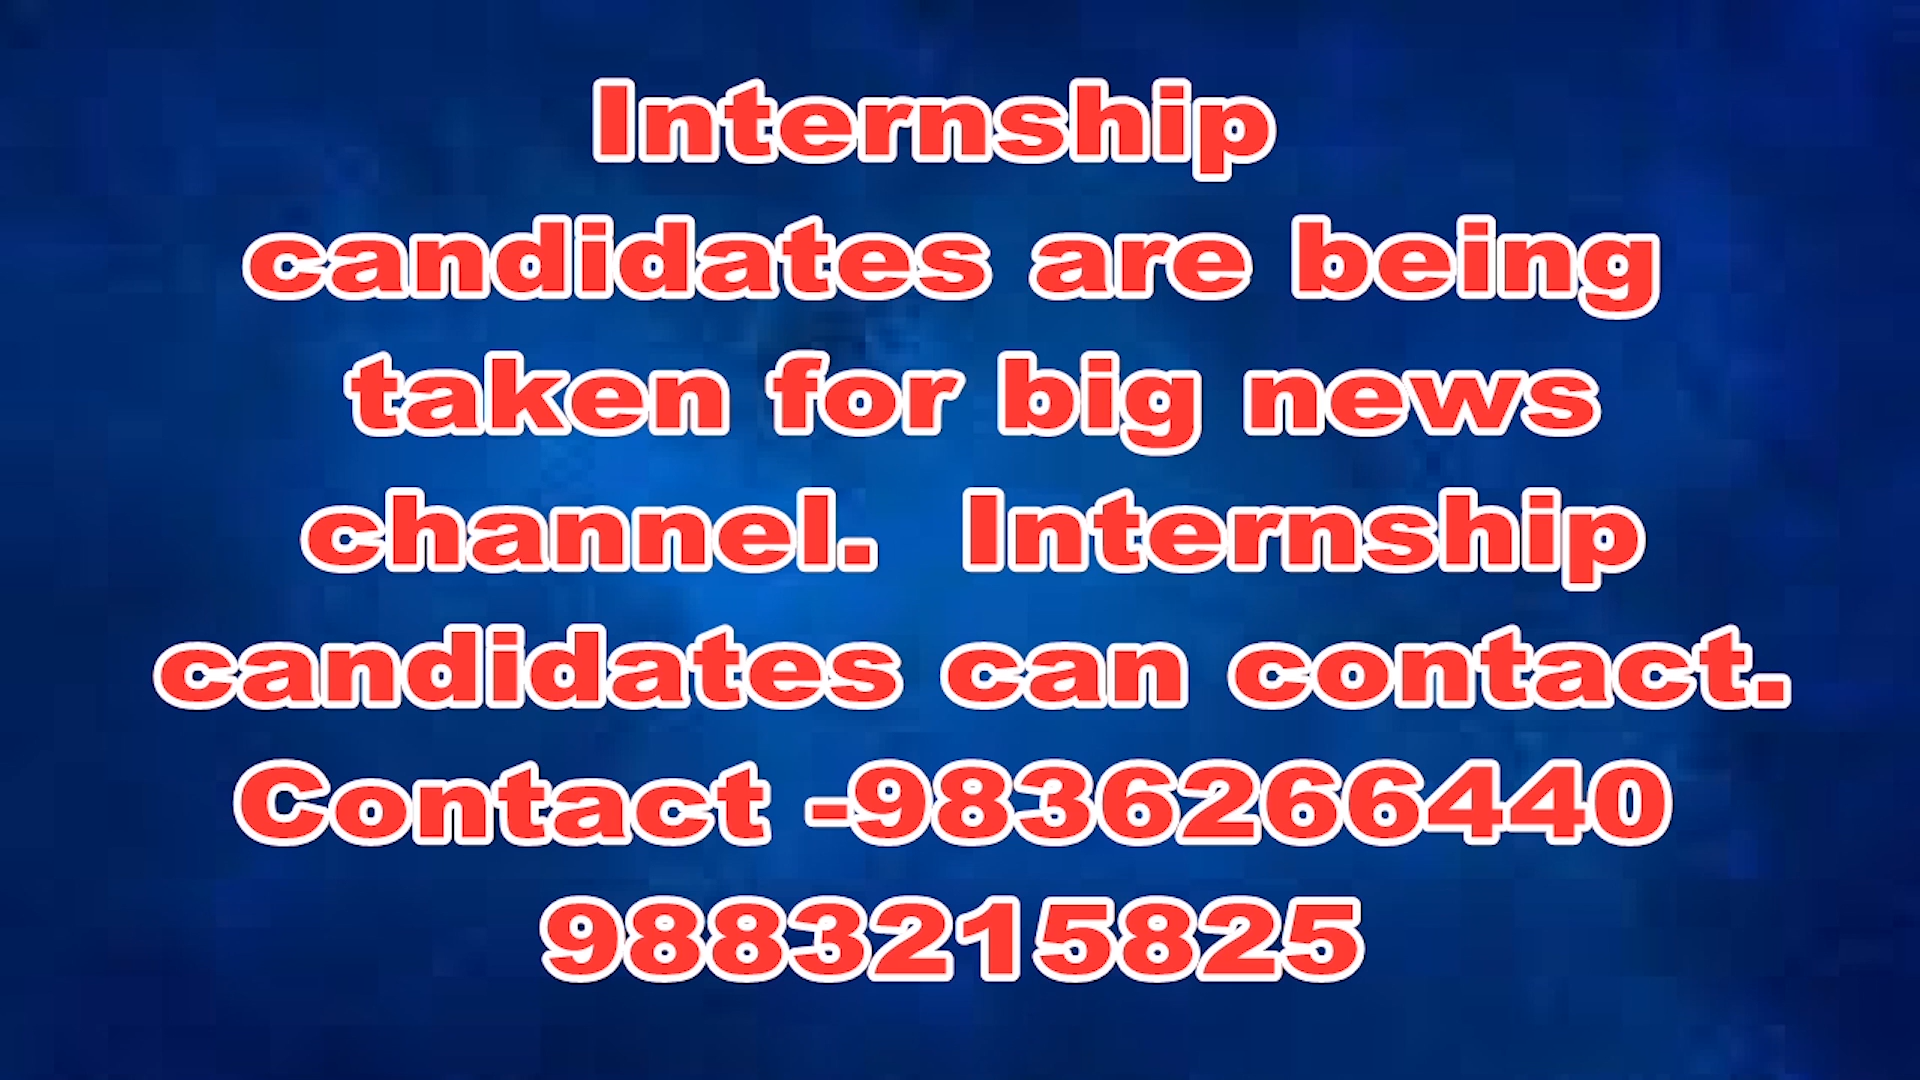 Internship
candidates are being
taken for big news
channel.  Internship
candidates can contact.
Contact -9836266440
9883215825